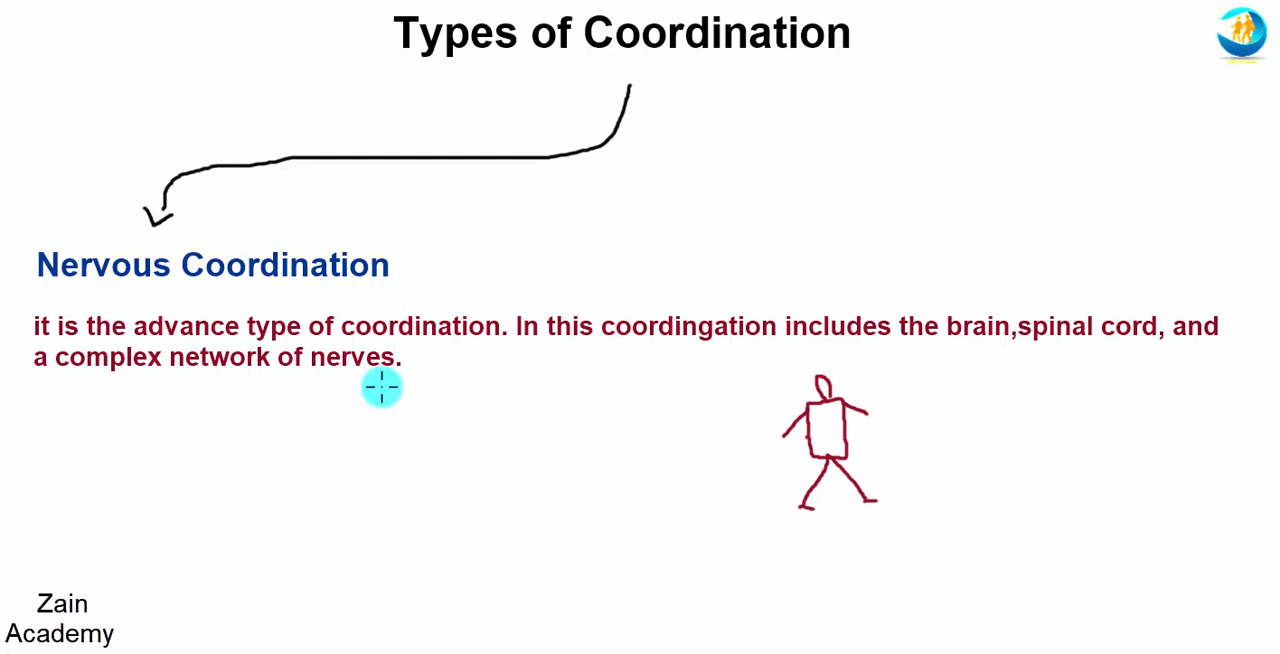 Types of Coordination
Nervous Coordination
it is the advance type of coordination. In this coordingation includes the brain,spinal cord, and
a complex network of nerves.
Zain
Academy